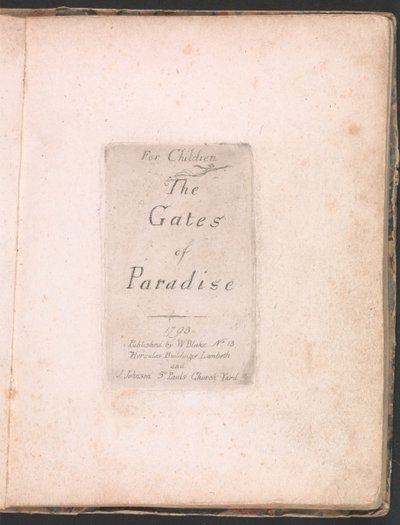 For Children
The
Gates
of
Paradise
1793
Published by W Blake No 13
Hercules Buildings Lambeth
and
J. Johnson St Pauls Church Yard